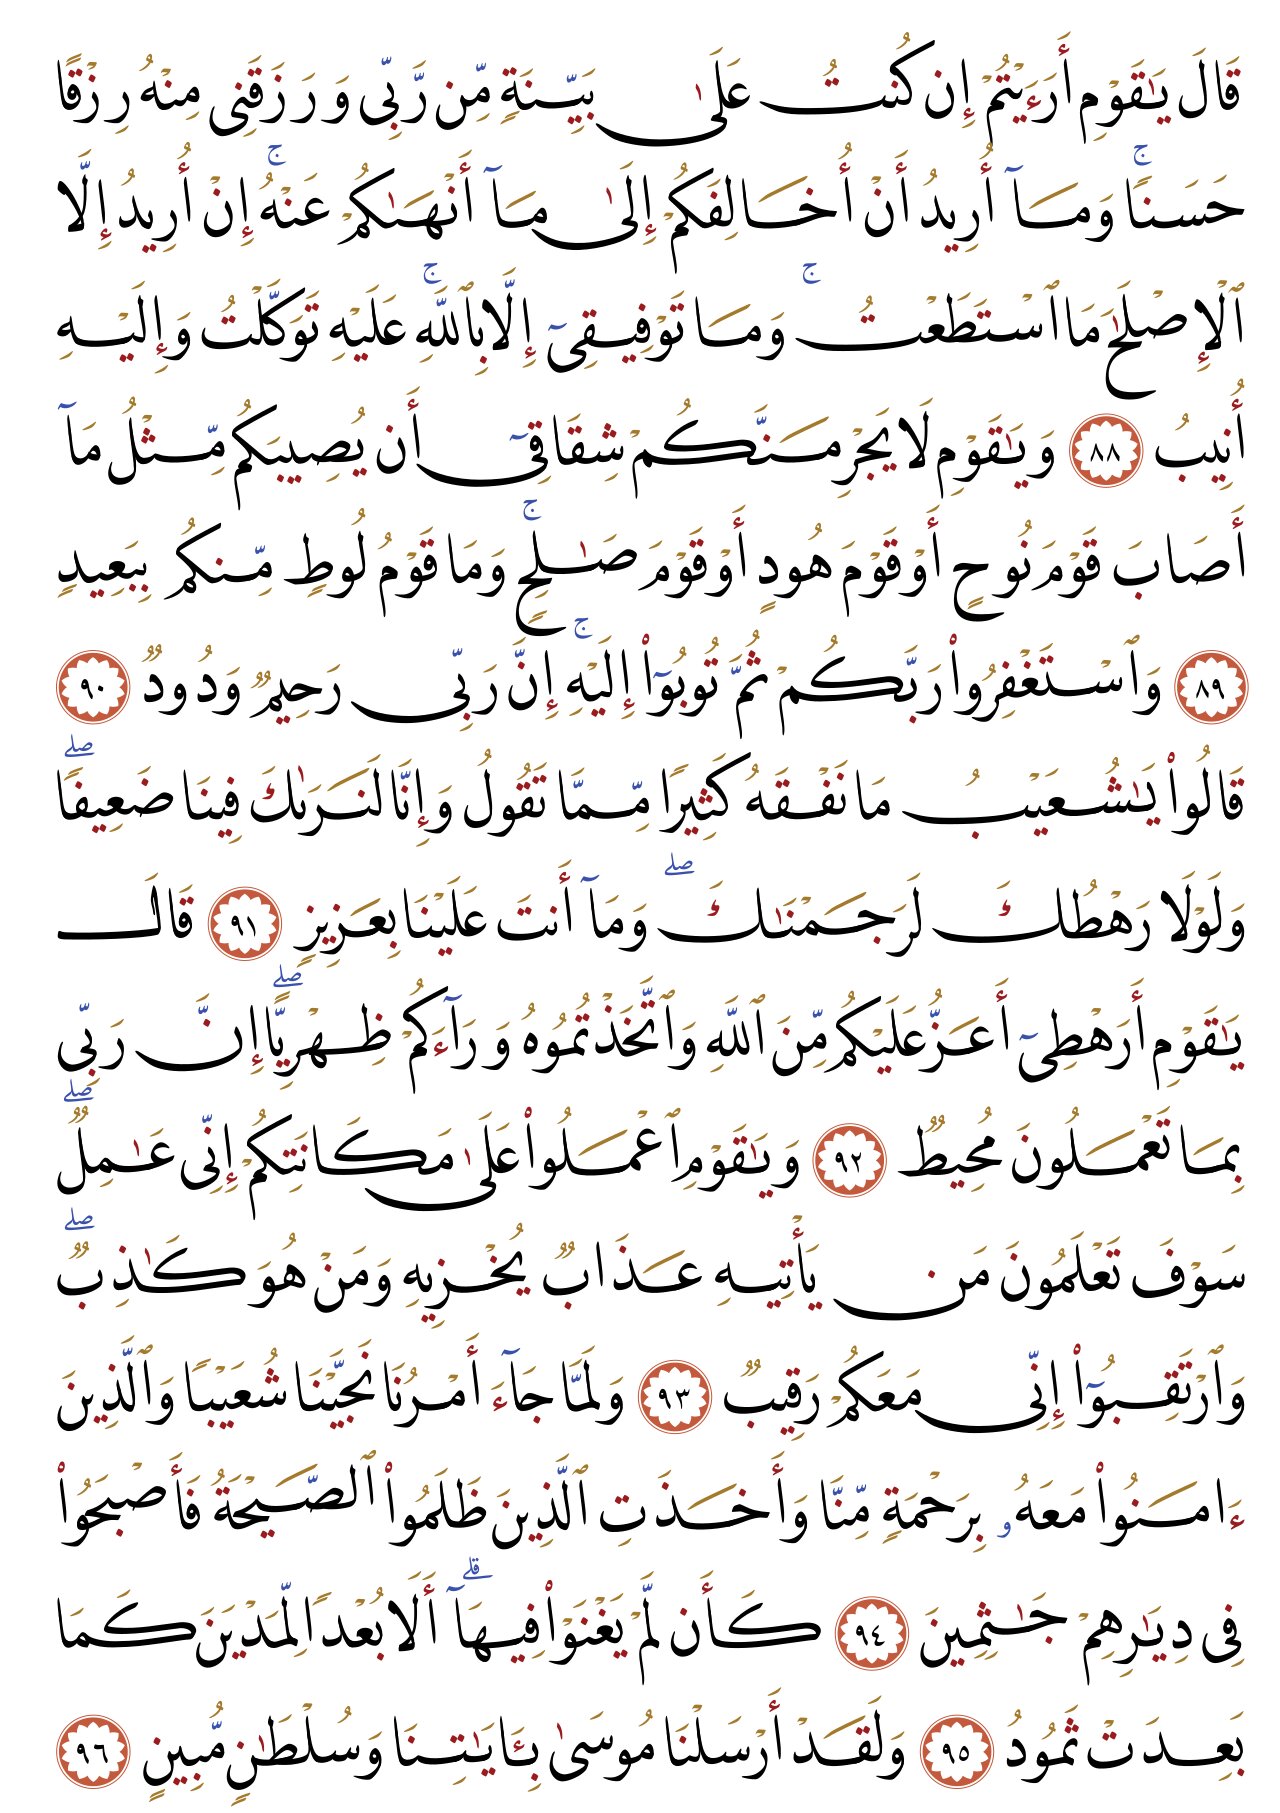 قَالَ يَـٰقَوْمِ أَرَءَيْتُمْ إِن كُنتُ عَلَىٰ بَيِّنَةٍ مِّن رَّبِّى وَرَزَقَنِى مِنْهُ رِزْقًا
حَسَنًا ۚ وَمَآ أُرِيدُ أَنْ أُخَالِفَكُمْ إِلَىٰ مَآ أَنْهَىٰكُمْ عَنْهُ ۚ إِنْ أُرِيدُ إِلَّا
ٱلْإِصْلَـٰحَ مَا ٱسْتَطَعْتُ ۚ وَمَا تَوْفِيقِىٓ إِلَّا بِٱللَّهِ ۚ عَلَيْهِ تَوَكَّلْتُ وَإِلَيْهِ
أُنِيبُ ٨٨ وَيَـٰقَوْمِ لَا يَجْرِمَنَّكُمْ شِقَاقِىٓ أَن يُصِيبَكُم مِّثْلُ مَآ
أَصَابَ قَوْمَ نُوحٍ أَوْ قَوْمَ هُودٍ أَوْ قَوْمَ صَـٰلِحٍ ۚ وَمَا قَوْمُ لُوطٍ مِّنكُم بِبَعِيدٍ
٨٩ وَٱسْتَغْفِرُوا۟ رَبَّكُمْ ثُمَّ تُوبُوٓا۟ إِلَيْهِ ۚ إِنَّ رَبِّى رَحِيمٌ وَدُودٌ ٩٠
قَالُوا۟ يَـٰشُعَيْبُ مَا نَفْقَهُ كَثِيرًا مِّمَّا تَقُولُ وَإِنَّا لَنَرَىٰكَ فِينَا ضَعِيفًا ۖ
وَلَوْلَا رَهْطُكَ لَرَجَمْنَـٰكَ ۖ وَمَآ أَنتَ عَلَيْنَا بِعَزِيزٍ ٩١ قَالَ
يَـٰقَوْمِ أَرَهْطِىٓ أَعَزُّ عَلَيْكُم مِّنَ ٱللَّهِ وَٱتَّخَذْتُمُوهُ وَرَآءَكُمْ ظِهْرِيًّا ۖ إِنَّ رَبِّى
بِمَا تَعْمَلُونَ مُحِيطٌ ٩٢ وَيَـٰقَوْمِ ٱعْمَلُوا۟ عَلَىٰ مَكَانَتِكُمْ إِنِّى عَـٰمِلٌ ۖ
سَوْفَ تَعْلَمُونَ مَن يَأْتِيهِ عَذَابٌ يُخْزِيهِ وَمَنْ هُوَ كَـٰذِبٌ ۖ
وَٱرْتَقِبُوٓا۟ إِنِّى مَعَكُمْ رَقِيبٌ ٩٣ وَلَمَّا جَآءَ أَمْرُنَا نَجَّيْنَا شُعَيْبًا وَٱلَّذِينَ
ءَامَنُوا۟ مَعَهُۥ بِرَحْمَةٍ مِّنَّا وَأَخَذَتِ ٱلَّذِينَ ظَلَمُوا۟ ٱلصَّيْحَةُ فَأَصْبَحُوا۟
فِى دِيَـٰرِهِمْ جَـٰثِمِينَ ٩٤ كَأَن لَّمْ يَغْنَوْا۟ فِيهَآ ۗ أَلَا بُعْدًا لِّمَدْيَنَ كَمَا
بَعِدَتْ ثَمُودُ ٩٥ وَلَقَدْ أَرْسَلْنَا مُوسَىٰ بِـَٔايَـٰتِنَا وَسُلْطَـٰنٍ مُّبِينٍ ٩٦